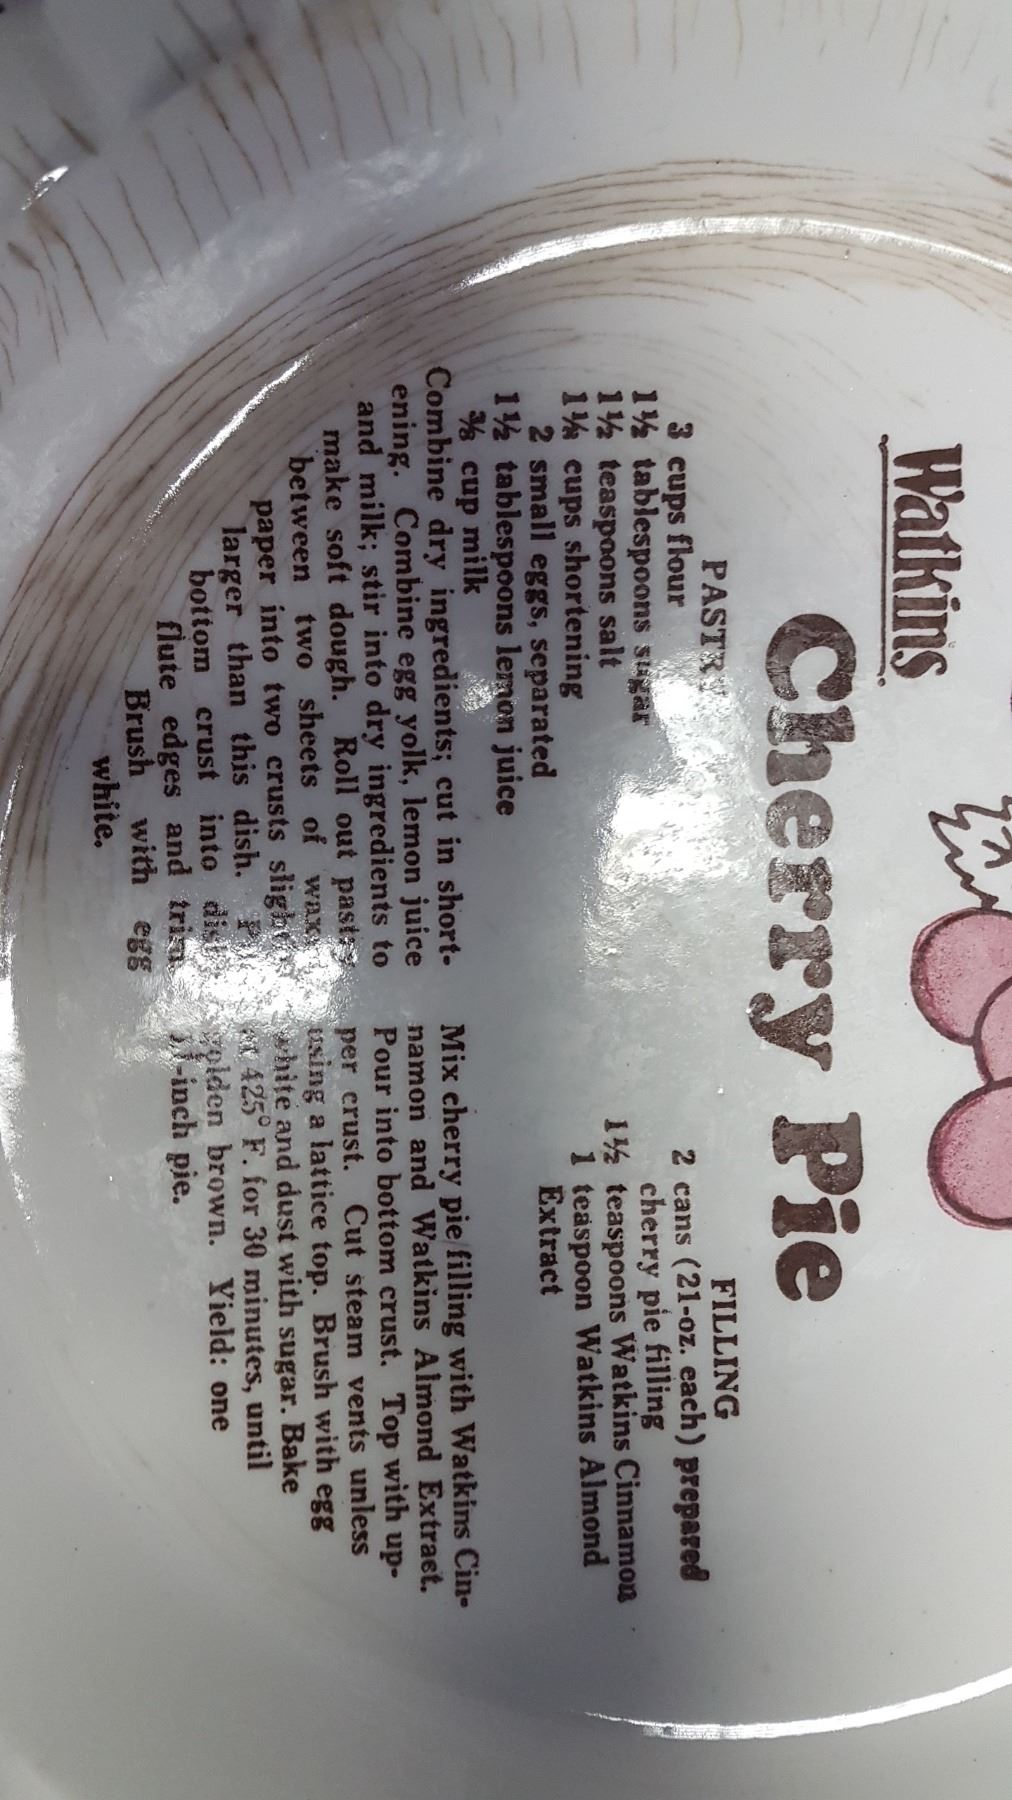 Watkins
Cherry Pie
PASTRY
3 cups flour
1½ tablespoons sugar
1½ teaspoons salt
cups shortening
2 small eggs, separated
1½ tablespoons lemon juice
⅜ cup milk
Combine dry ingredients; cut in short-
ening. Combine egg yolk, lemon juice
and milk; stir into dry ingredients to
make soft dough. Roll out pastry
between two sheets of
paper into two crusts
larger than this dish.
bottom crust into
flute edges and trim.
Brush with egg
white.
FILLING
2 cans (21-oz. each) prepared
cherry pie filling
1½ teaspoons Watkins Cinnamon
1 teaspoon Watkins Almond
Extract
Mix cherry pie filling with Watkins Cin-
namon and Watkins Almond Extract.
Pour into bottom crust. Top with up-
per crust. Cut steam vents unless
using a lattice top. Brush with egg
white and dust with sugar. Bake
at 425° F. for 30 minutes, until
golden brown. Yield: one
pie.